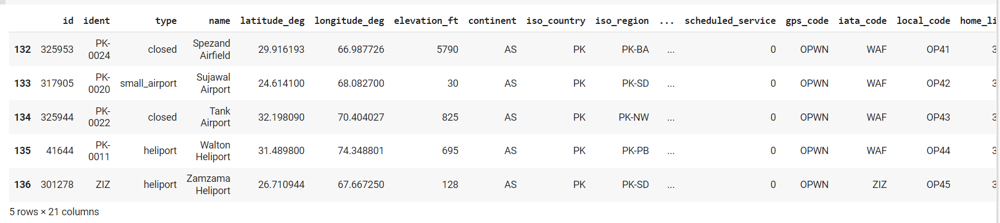 id ident type name latitude_deg longitude_deg elevation_ft continent iso_country iso_region ... scheduled_service gps_code iata_code local_code home_li
132 325953 PK-0024 closed Spezand Airfield 29.916193 66.987726 5790 AS PK PK-BA ... 0 OPWN WAF OP41 3
133 317905 PK-0020 small_airport Sujawal Airport 24.614100 68.082700 30 AS PK PK-SD ... 0 OPWN WAF OP42 3
134 325944 PK-0022 closed Tank Airport 32.198090 70.404027 825 AS PK PK-NW ... 0 OPWN WAF OP43 3
135 41644 PK-0011 heliport Walton Heliport 31.489800 74.348801 695 AS PK PK-PB ... 0 OPWN WAF OP44 3
136 301278 ZIZ heliport Zamzama Heliport 26.710944 67.667250 128 AS PK PK-SD ... 0 OPWN ZIZ OP45 3
5 rows × 21 columns